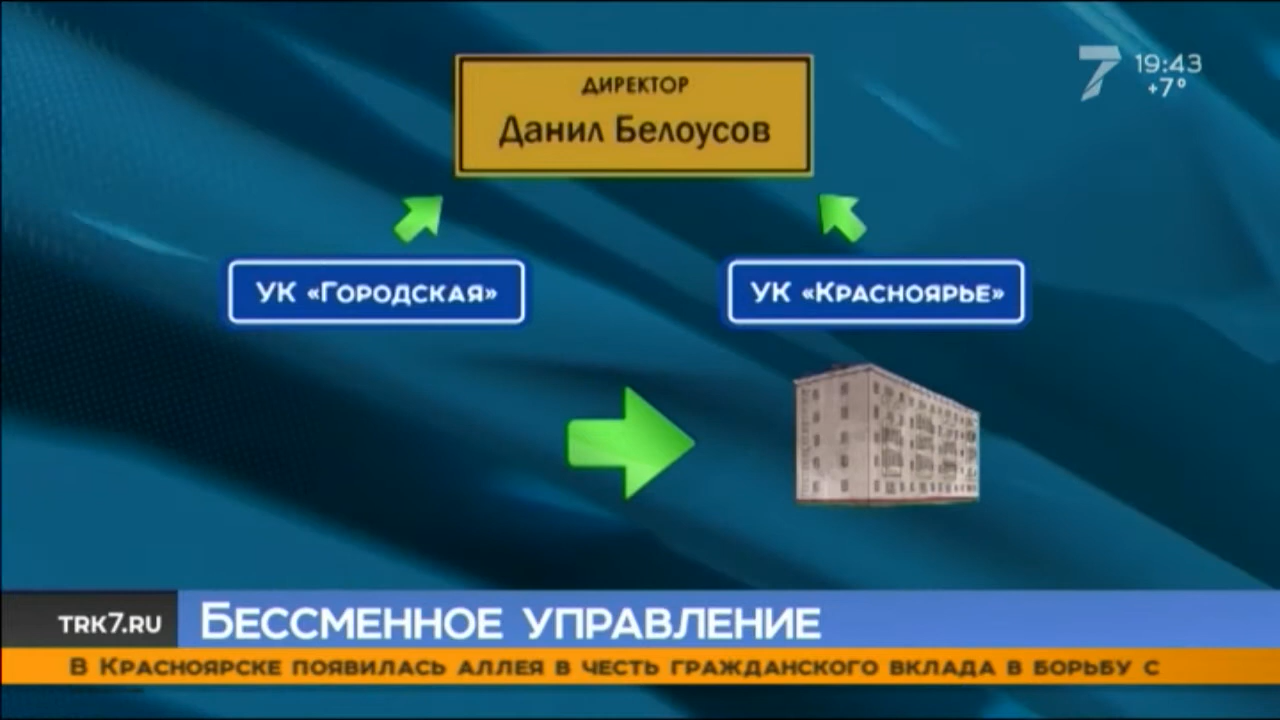 7 19:43
+7°
ДИРЕКТОР
Данил Белоусов
УК «Городская»
УК «Красноярье»
TRK7.RU
Бессменное управление
В Красноярске появилась аллея в честь гражданского вклада в борьбу с